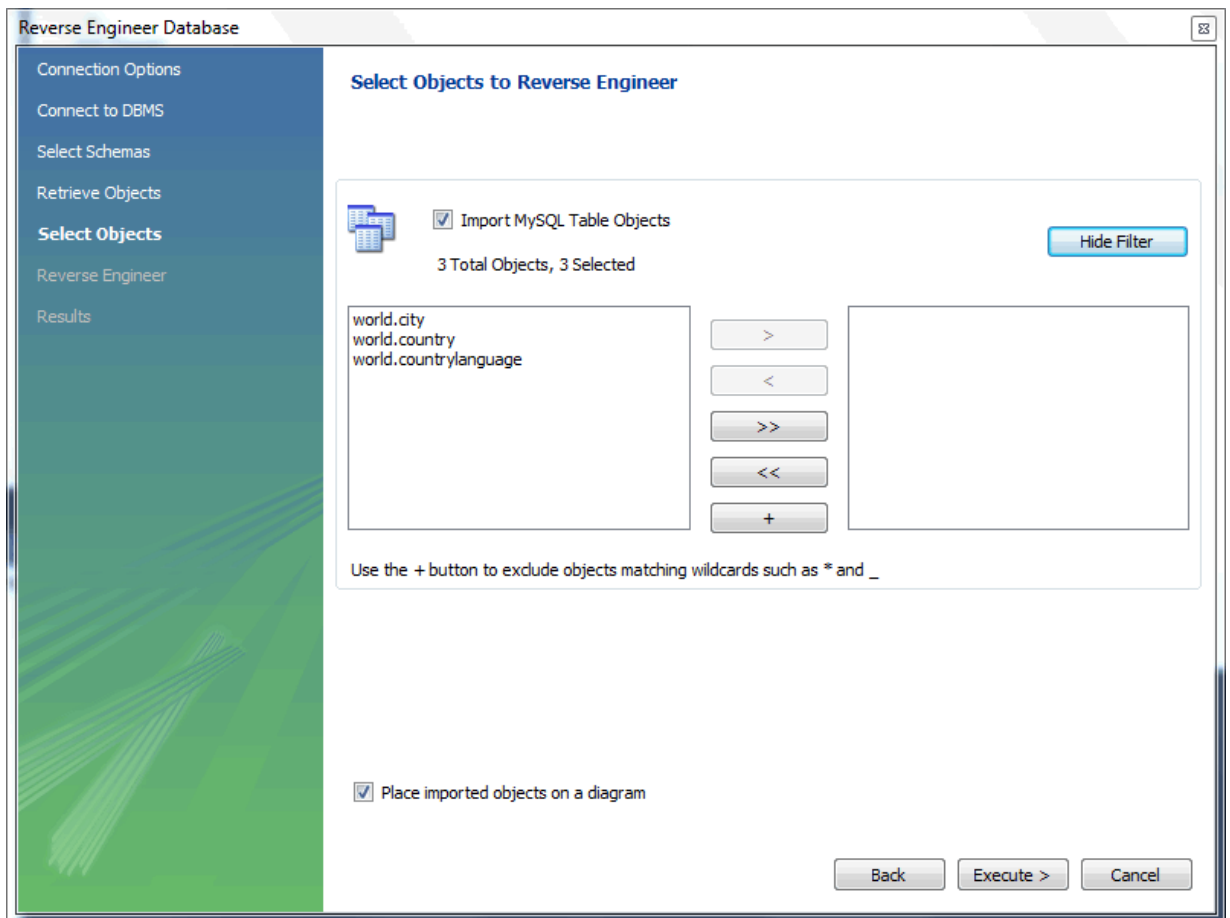 Reverse Engineer Database
Connection Options
Connect to DBMS
Select Schemas
Retrieve Objects
Select Objects
Reverse Engineer
Results
Select Objects to Reverse Engineer
Import MySQL Table Objects
3 Total Objects, 3 Selected
Hide Filter
world.city
world.country
world.countrylanguage
>
<
>>
<<
+
Use the + button to exclude objects matching wildcards such as * and _
Place imported objects on a diagram
Back
Execute >
Cancel